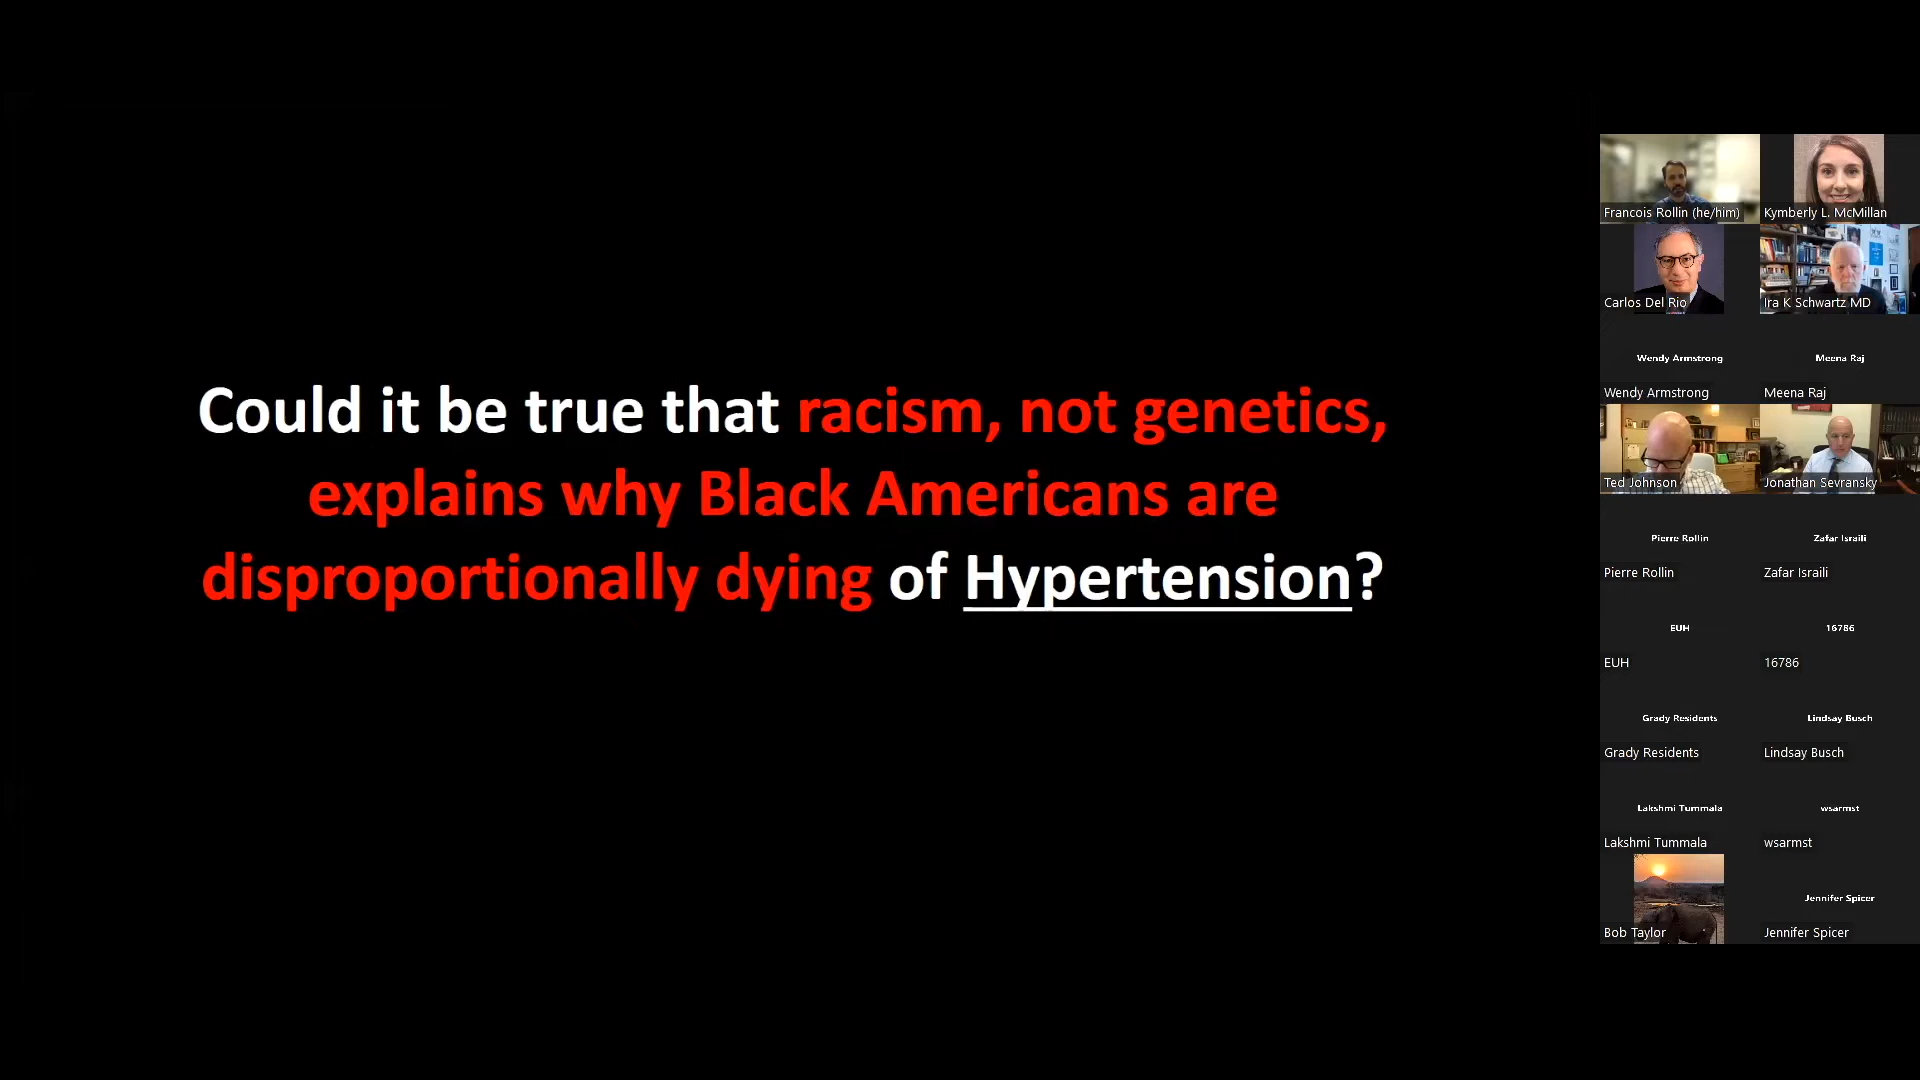 Could it be true that racism, not genetics,
explains why Black Americans are
disproportionally dying of Hypertension?
Francois Rollin (he/him)
Kymberly L. McMillan
Carlos Del Rio
Ira K Schwartz MD
Wendy Armstrong
Meena Raj
Wendy Armstrong
Meena Raj
Ted Johnson
Jonathan Sevransky
Pierre Rollin
Zafar Israili
Pierre Rollin
Zafar Israili
EUH
16786
EUH
16786
Grady Residents
Lindsay Busch
Grady Residents
Lindsay Busch
Lakshmi Tummala
wsarmst
Lakshmi Tummala
wsarmst
Jennifer Spicer
Bob Taylor
Jennifer Spicer